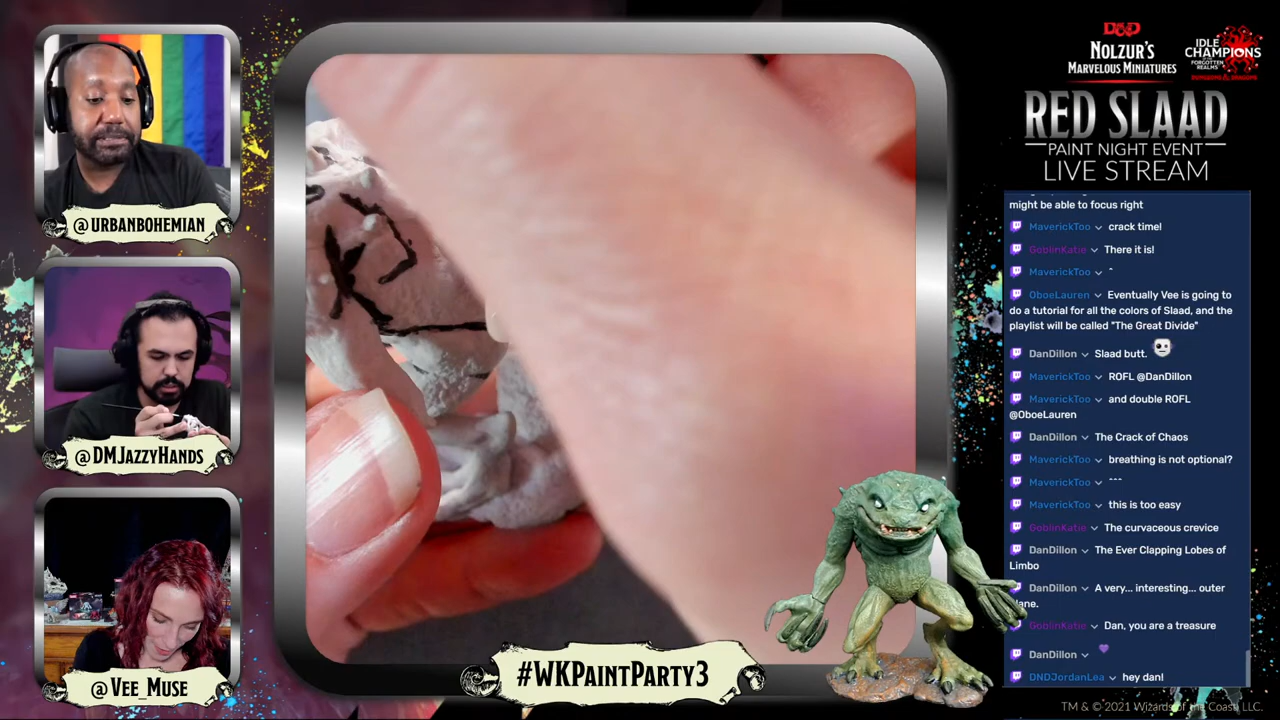 @URBANBOHEMIAN
@DMJAZZYHANDS
@VEE_MUSE
#WKPAINTPARTY3
D&D
NOLZUR'S
MARVELOUS MINIATURES
IDLE
CHAMPIONS
OF THE
FORGOTTEN
REALMS
DUNGEONS & DRAGONS
RED SLAAD
PAINT NIGHT EVENT
LIVE STREAM
might be able to focus right
MaverickToo crack time!
GoblinKatie There it is!
MaverickToo ^
OboeLauren Eventually Vee is going to
do a tutorial for all the colors of Slaad, and the
playlist will be called "The Great Divide"
DanDillon Slaad butt.
MaverickToo ROFL @DanDillon
MaverickToo and double ROFL
@OboeLauren
DanDillon The Crack of Chaos
MaverickToo breathing is not optional?
MaverickToo ^^^
MaverickToo this is too easy
GoblinKatie The curvaceous crevice
DanDillon The Ever Clapping Lobes of
Limbo
DanDillon A very... interesting... outer
plane.
GoblinKatie Dan, you are a treasure
DanDillon
DNDJordanLea hey dan!
TM & © 2021 Wizards of the Coast LLC.